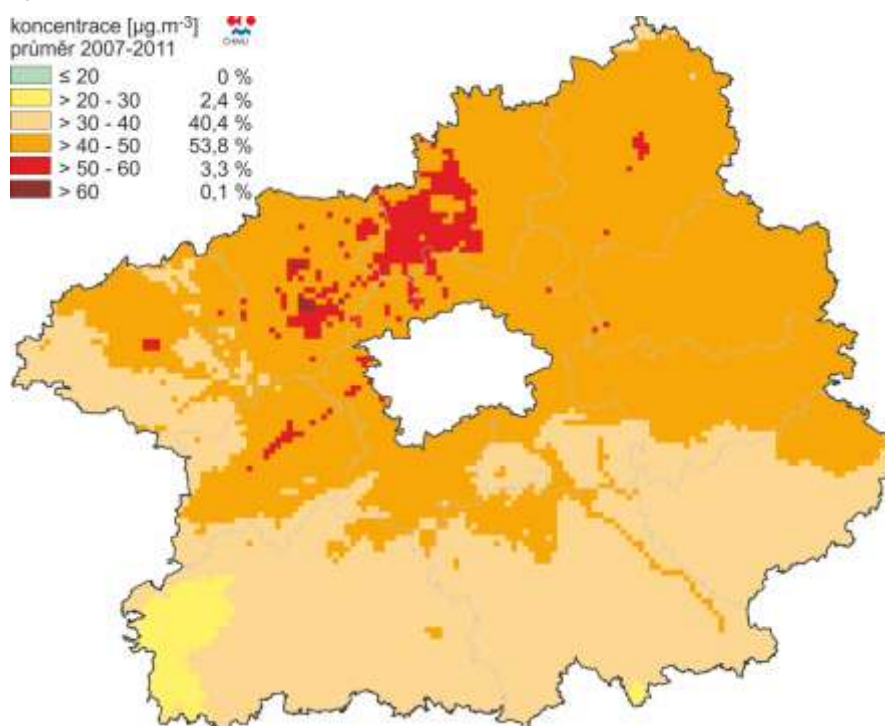 koncentrace [µg.m⁻³]
průměr 2007-2011
≤ 20 0 %
> 20 - 30 2,4 %
> 30 - 40 40,4 %
> 40 - 50 53,8 %
> 50 - 60 3,3 %
> 60 0,1 %
ČHMÚ